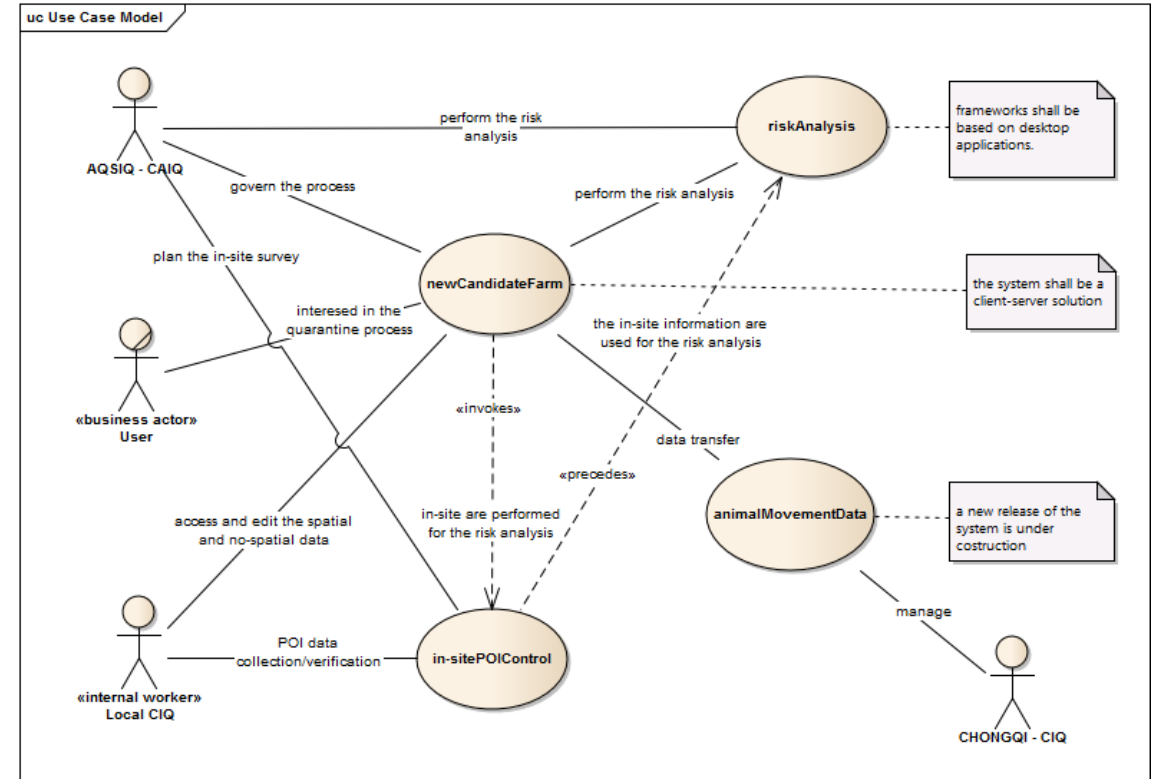 uc Use Case Model
perform the risk
analysis
riskAnalysis
frameworks shall be
based on desktop
applications.
AQSIQ - CAIQ
govern the process
perform the risk analysis
plan the in-site survey
newCandidateFarm
the system shall be a
client-server solution
interesed in the
quarantine process
the in-site information are
used for the risk analysis
«business actor»
User
«invokes»
data transfer
«precedes»
access and edit the spatial
and no-spatial data
in-site are performed
for the risk analysis
animalMovementData
a new release of the
system is under
costruction
manage
POI data
collection/verification
in-sitePOIControl
«internal worker»
Local CIQ
CHONGQI - CIQ